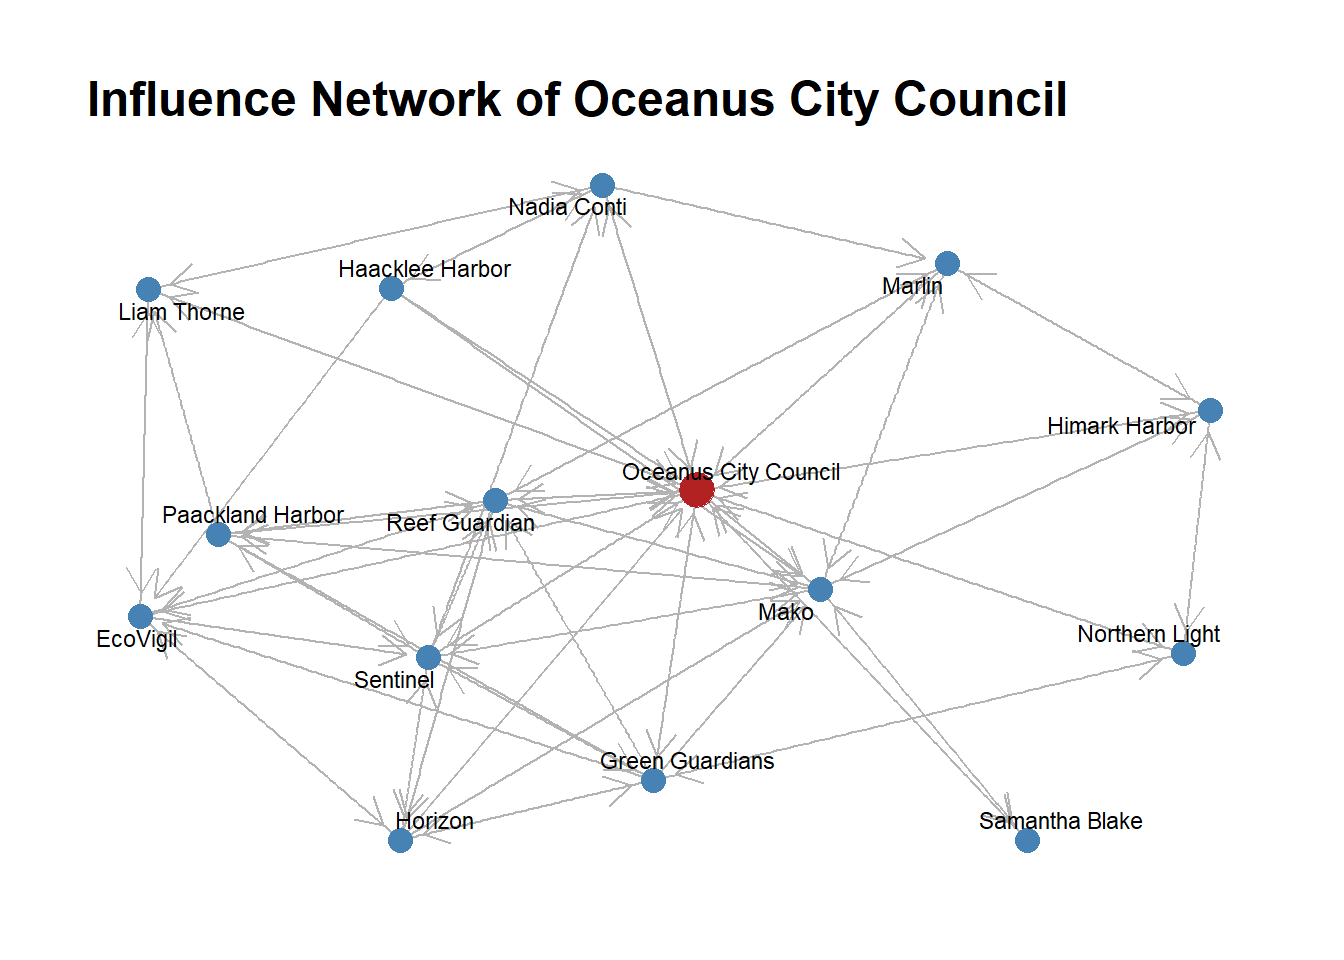 Influence Network of Oceanus City Council
Nadia Conti
Haacklee Harbor
Marlin
Liam Thorne
Himark Harbor
Oceanus City Council
Paackland Harbor
Reef Guardian
Mako
EcoVigil
Northern Light
Sentinel
Green Guardians
Horizon
Samantha Blake